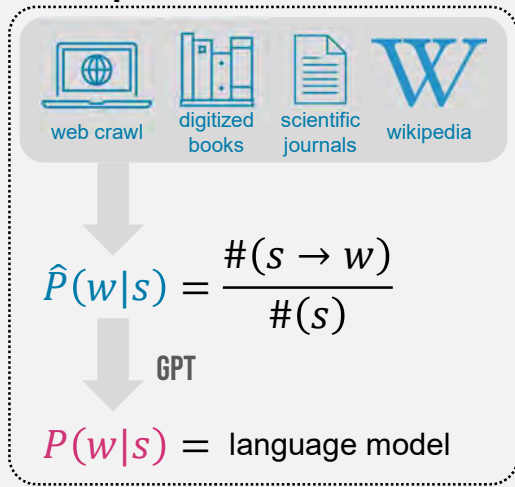 W
web crawl
digitized books
scientific journals
wikipedia
P̂(w|s) = #(s → w) / #(s)
GPT
P(w|s) = language model